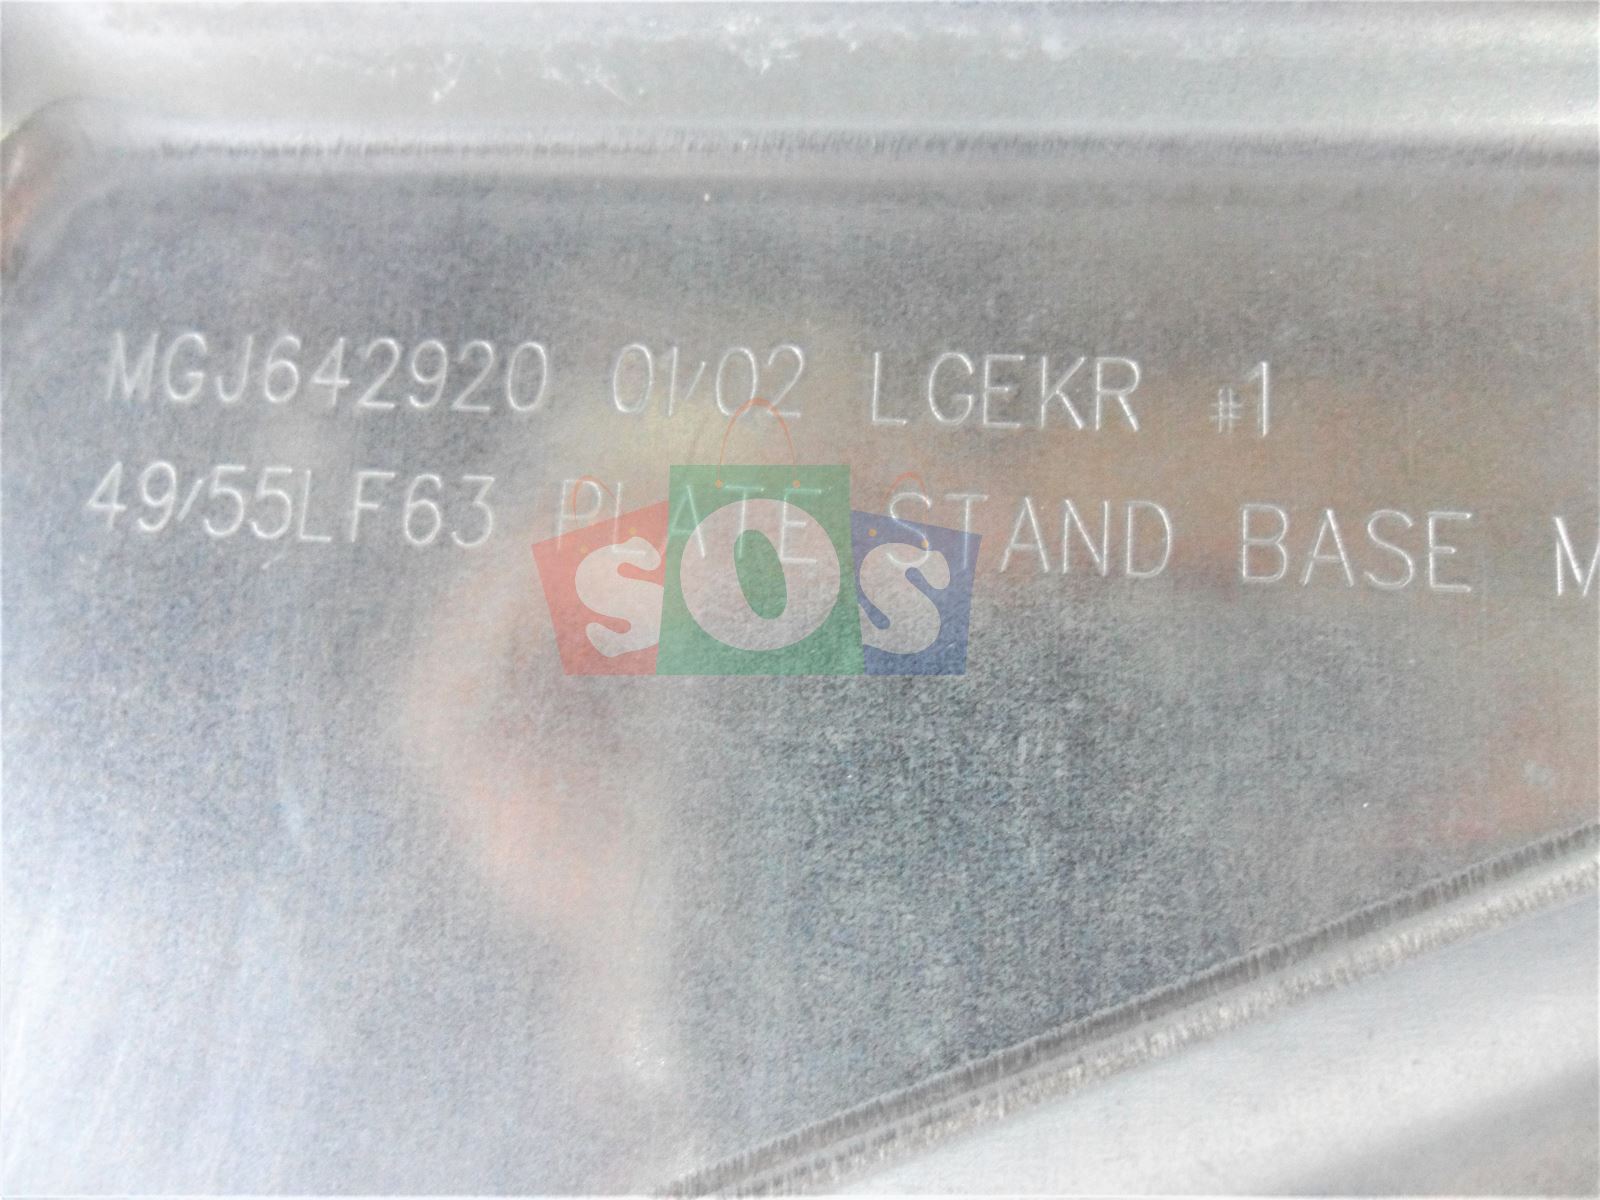 MGJ642920 01/02 LGEKR #1
49/55LF63 PLATE STAND BASE M
SOS